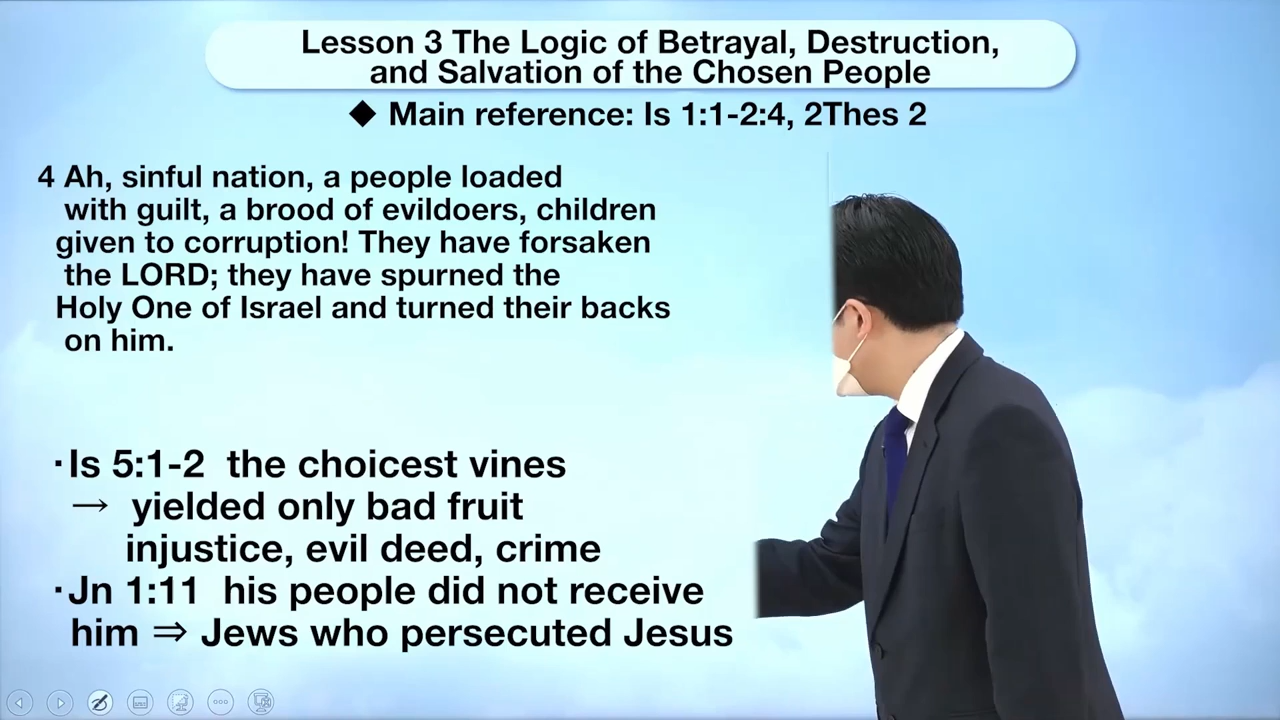 Lesson 3 The Logic of Betrayal, Destruction,
and Salvation of the Chosen People
◆ Main reference: Is 1:1-2:4, 2Thes 2
4 Ah, sinful nation, a people loaded
with guilt, a brood of evildoers, children
given to corruption! They have forsaken
the LORD; they have spurned the
Holy One of Israel and turned their backs
on him.
·Is 5:1-2 the choicest vines
→ yielded only bad fruit
injustice, evil deed, crime
·Jn 1:11 his people did not receive
him ⇒ Jews who persecuted Jesus